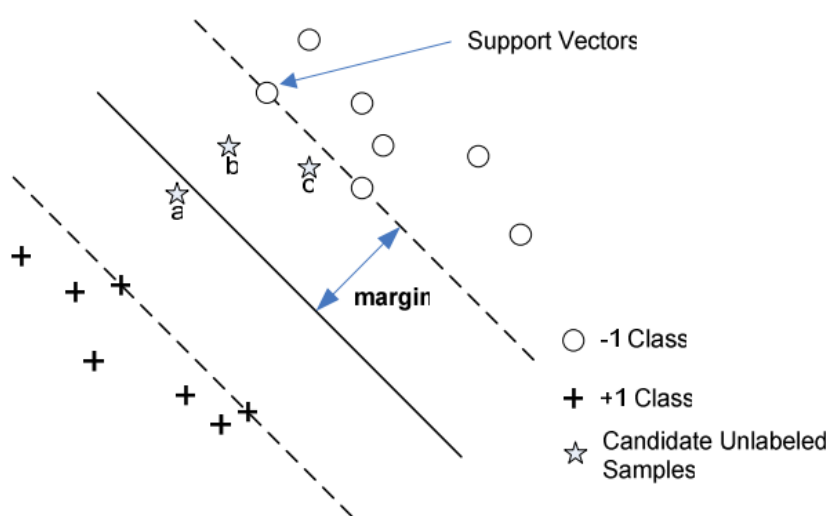 Support Vectors
b
c
a
margin
-1 Class
+1 Class
Candidate Unlabeled
Samples